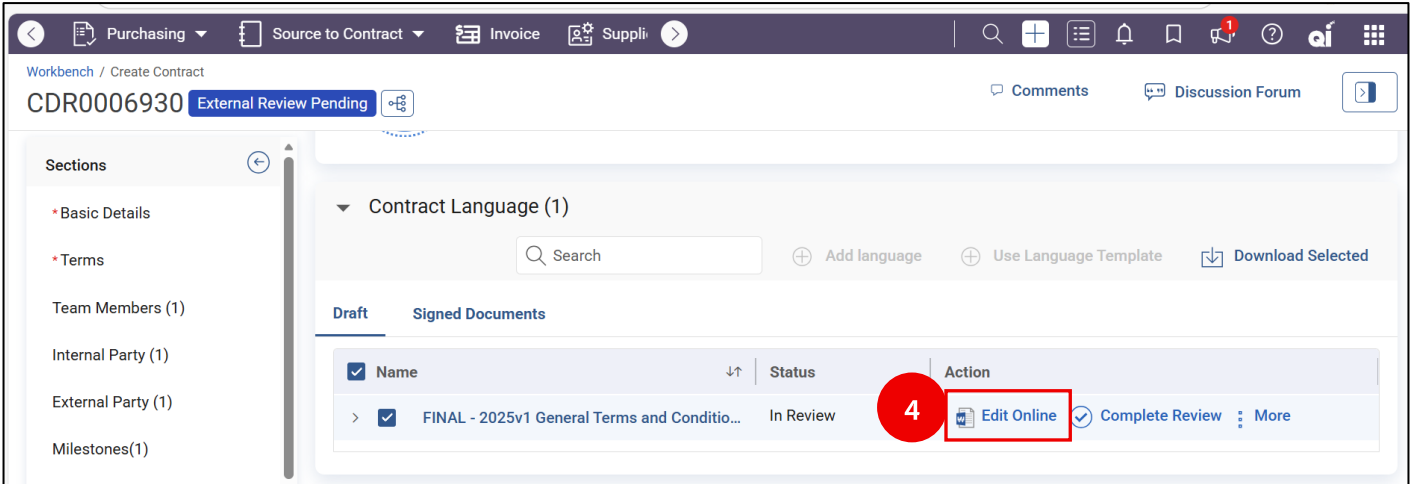 Purchasing Source to Contract Invoice Suppli 1 ? qi
Workbench / Create Contract
CDR0006930 External Review Pending Comments Discussion Forum
Sections
*Basic Details
*Terms
Team Members (1)
Internal Party (1)
External Party (1)
Milestones(1)
Contract Language (1)
Search Add language Use Language Template Download Selected
Draft Signed Documents
Name Status Action
FINAL - 2025v1 General Terms and Conditio... In Review 4 Edit Online Complete Review More